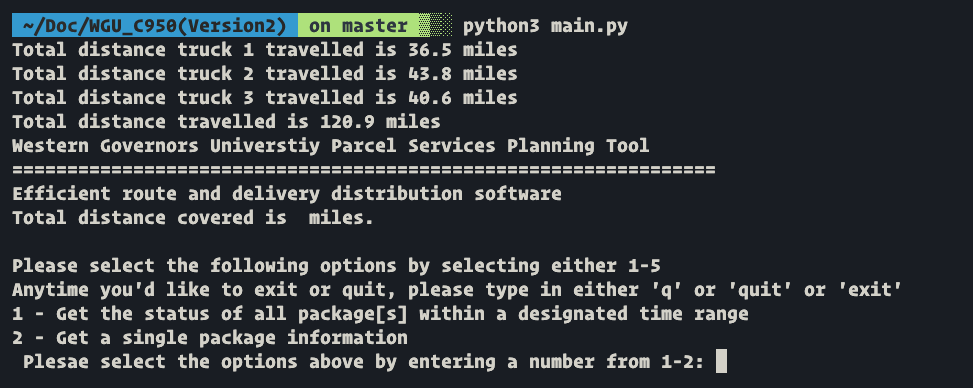 ~/Doc/WGU_C950(Version2) on master python3 main.py
Total distance truck 1 travelled is 36.5 miles
Total distance truck 2 travelled is 43.8 miles
Total distance truck 3 travelled is 40.6 miles
Total distance travelled is 120.9 miles
Western Governors Universtiy Parcel Services Planning Tool
================================================================
Efficient route and delivery distribution software
Total distance covered is  miles.

Please select the following options by selecting either 1-5
Anytime you'd like to exit or quit, please type in either 'q' or 'quit' or 'exit'
1 - Get the status of all package[s] within a designated time range
2 - Get a single package information
 Plesae select the options above by entering a number from 1-2: